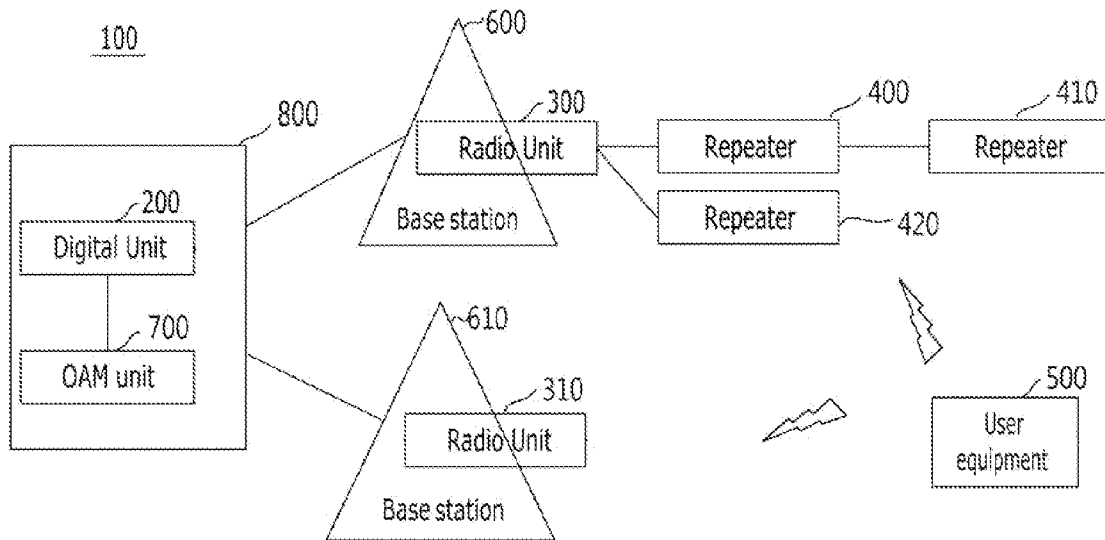 100
600
800
300
400
410
Radio Unit
Repeater
Repeater
200
Digital Unit
Base station
Repeater
420
700
OAM unit
610
310
Radio Unit
500
User
equipment
Base station